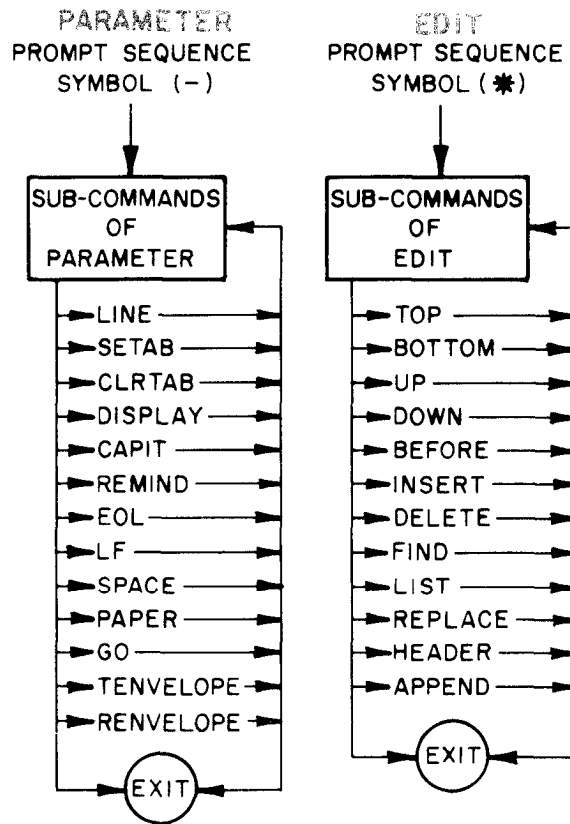 PARAMETER
PROMPT SEQUENCE
SYMBOL (-)
SUB-COMMANDS
OF
PARAMETER
LINE
SETAB
CLRTAB
DISPLAY
CAPIT
REMIND
EOL
LF
SPACE
PAPER
GO
TENVELOPE
RENVELOPE
EXIT
EDIT
PROMPT SEQUENCE
SYMBOL (*)
SUB-COMMANDS
OF
EDIT
TOP
BOTTOM
UP
DOWN
BEFORE
INSERT
DELETE
FIND
LIST
REPLACE
HEADER
APPEND
EXIT